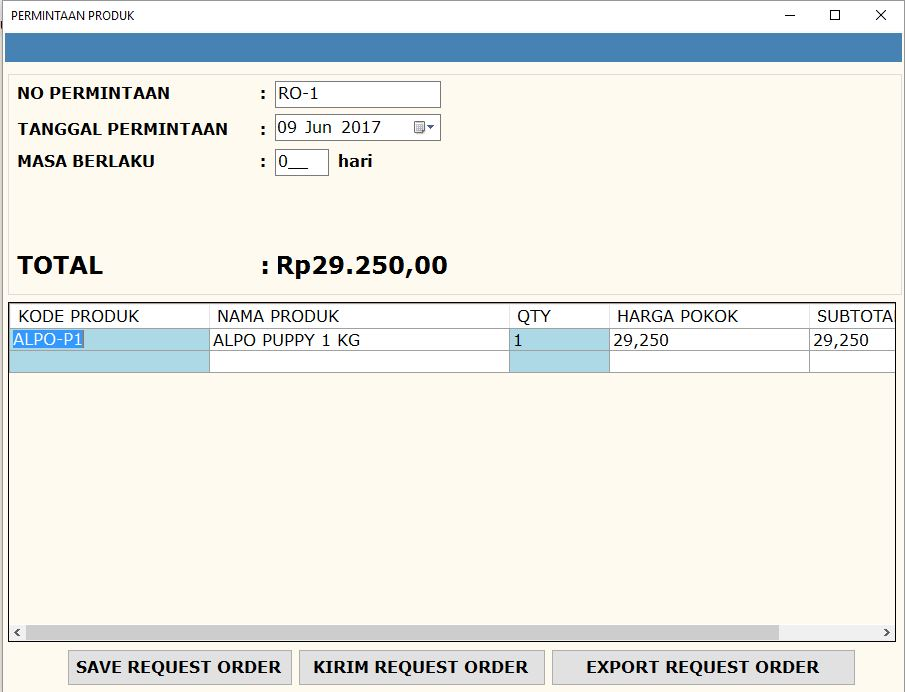 PERMINTAAN PRODUK
NO PERMINTAAN : RO-1
TANGGAL PERMINTAAN : 09 Jun 2017
MASA BERLAKU : 0__ hari
TOTAL : Rp29.250,00
KODE PRODUK NAMA PRODUK QTY HARGA POKOK SUBTOTA
ALPO-P1 ALPO PUPPY 1 KG 1 29,250 29,250
SAVE REQUEST ORDER KIRIM REQUEST ORDER EXPORT REQUEST ORDER